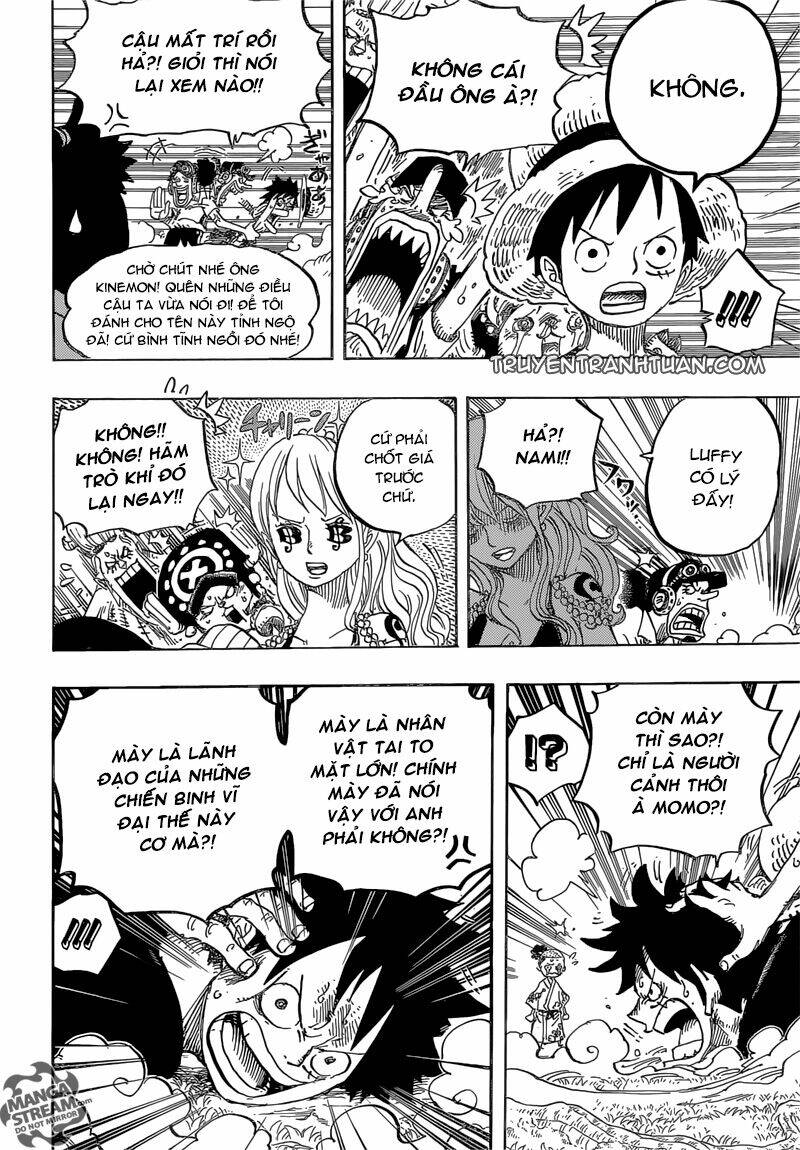 KHÔNG.
KHÔNG CÁI
ĐẦU ÔNG À?!
!!!
CẬU MẤT TRÍ RỒI
HẢ?! GIỎI THÌ NÓI
LẠI XEM NÀO!!
CHỜ CHÚT NHÉ ÔNG
KINEMON! QUÊN NHỮNG ĐIỀU
CẬU TA VỪA NÓI ĐI! ĐỂ TÔI
ĐÁNH CHO TÊN NÀY TỈNH NGỘ
ĐÃ! CỨ BÌNH TĨNH NGỒI ĐÓ NHÉ!
TRUYENTRANHTUAN.COM
LUFFY
CÓ LÝ
ĐẤY!
HẢ?!
NAMI!!
CỨ PHẢI
CHỐT GIÁ
TRƯỚC
CHỨ.
チャリーン
KHÔNG!!
KHÔNG! HÃM
TRÒ KHỈ ĐÓ
LẠI NGAY!!
CÒN MÀY
THÌ SAO?!
CHỈ LÀ NGƯỜI
CẢNH THÔI
À MOMO?!
!?
MÀY LÀ NHÂN
VẬT TAI TO
MẶT LỚN! CHÍNH
MÀY ĐÃ NÓI
VẬY VỚI ANH
PHẢI KHÔNG?!
MÀY LÀ LÃNH
ĐẠO CỦA NHỮNG
CHIẾN BINH VĨ
ĐẠI THẾ NÀY
CƠ MÀ?!
!!!
MANGA
STREAM
DO NOT MIRROR